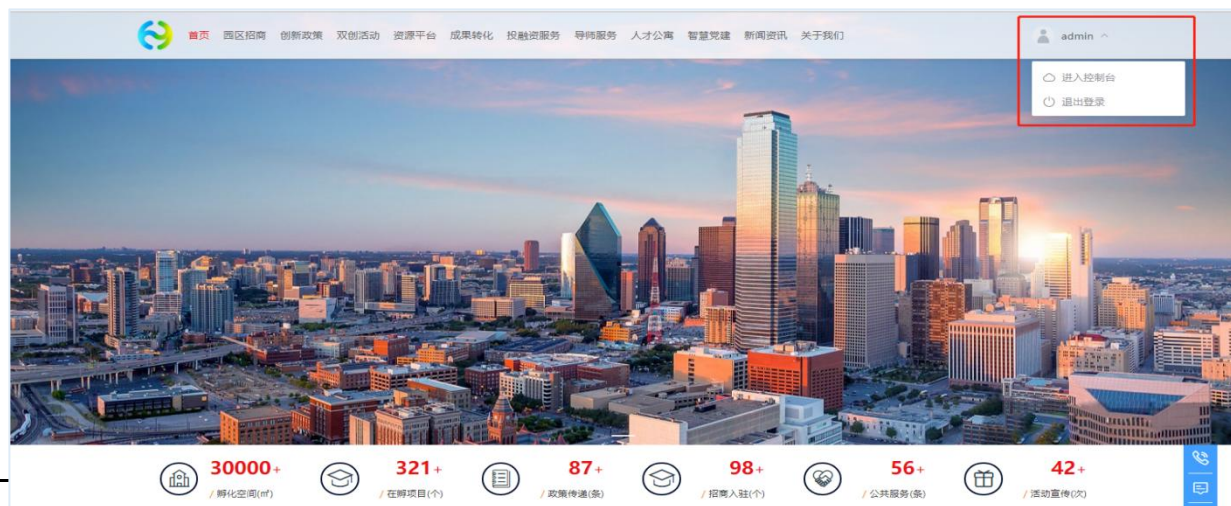 首页 园区招商 创新政策 双创活动 资源平台 成果转化 投融资服务 导师服务 人才公寓 智慧党建 新闻资讯 关于我们 admin
进入控制台
退出登录
30000+ 321+ 87+ 98+ 56+ 42+
/ 孵化空间(㎡) / 在孵项目(个) / 政策传递(条) / 招商入驻(个) / 公共服务(条) / 活动宣传(次)